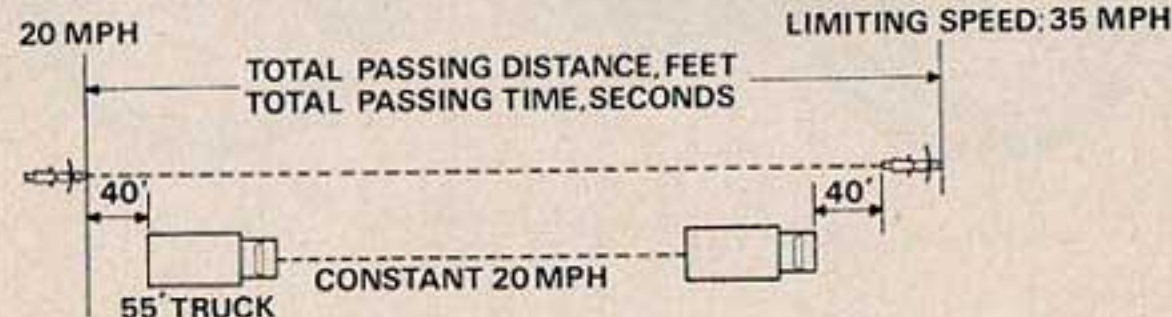 20 MPH
LIMITING SPEED: 35 MPH
TOTAL PASSING DISTANCE, FEET
TOTAL PASSING TIME, SECONDS
40'
40'
CONSTANT 20 MPH
55' TRUCK